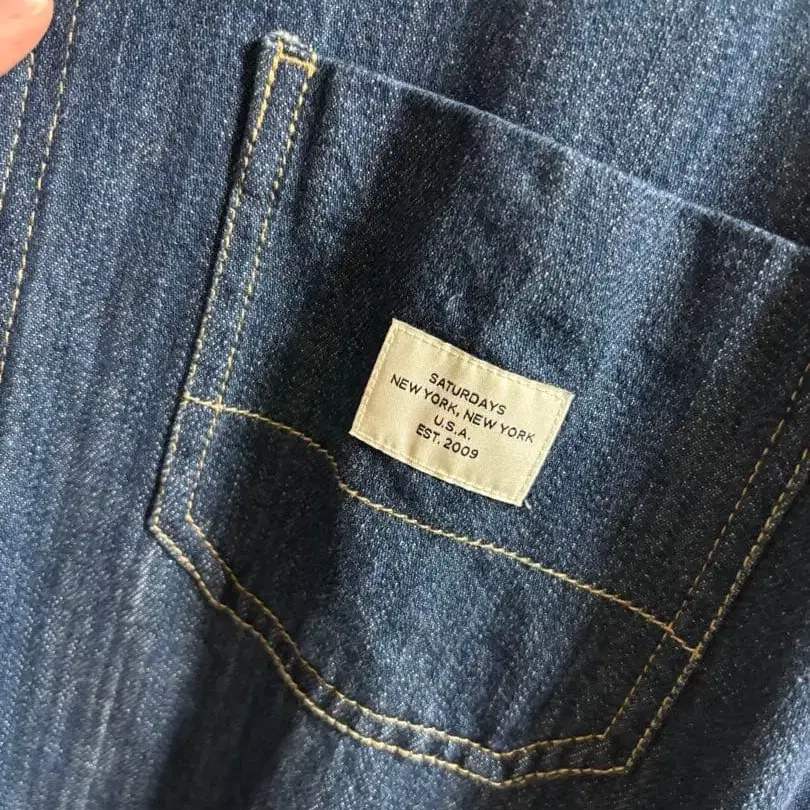 SATURDAYS
NEW YORK, NEW YORK
U.S.A.
EST. 2009